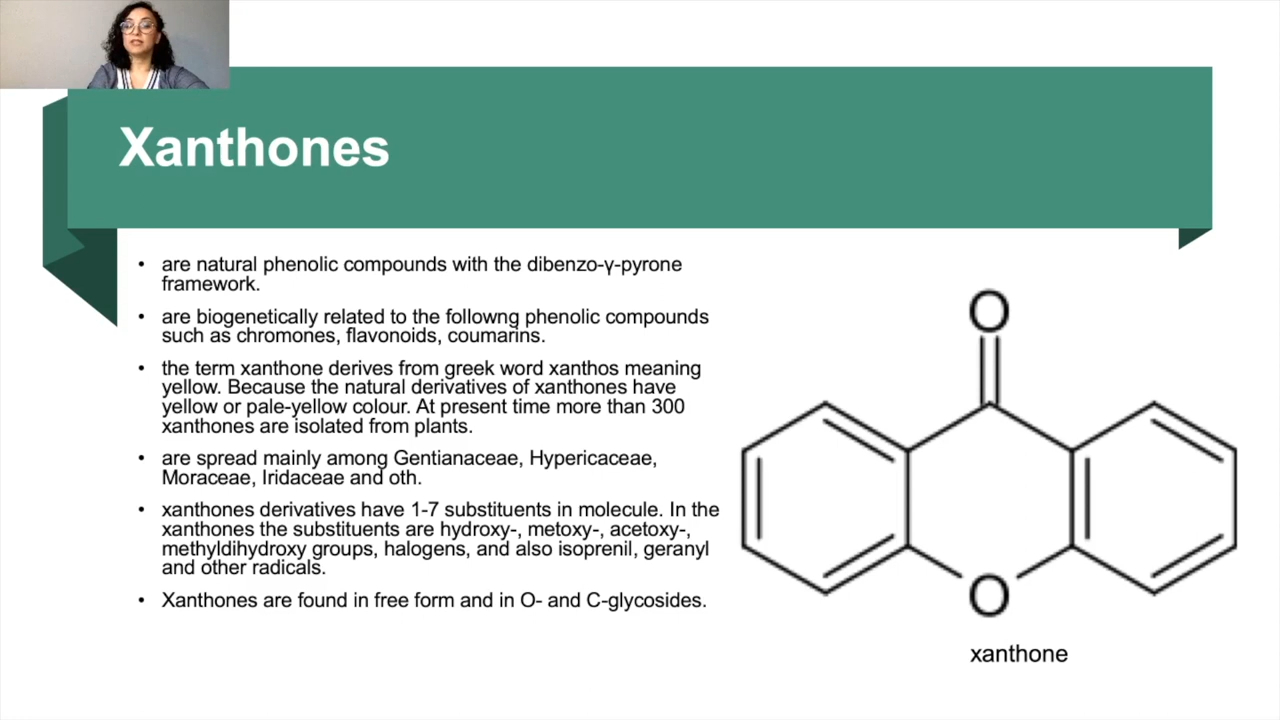 Xanthones
• are natural phenolic compounds with the dibenzo-γ-pyrone
framework.
• are biogenetically related to the followng phenolic compounds
such as chromones, flavonoids, coumarins.
• the term xanthone derives from greek word xanthos meaning
yellow. Because the natural derivatives of xanthones have
yellow or pale-yellow colour. At present time more than 300
xanthones are isolated from plants.
• are spread mainly among Gentianaceae, Hypericaceae,
Moraceae, Iridaceae and oth.
• xanthones derivatives have 1-7 substituents in molecule. In the
xanthones the substituents are hydroxy-, metoxy-, acetoxy-,
methyldihydroxy groups, halogens, and also isoprenil, geranyl
and other radicals.
• Xanthones are found in free form and in O- and C-glycosides.
O
O
xanthone